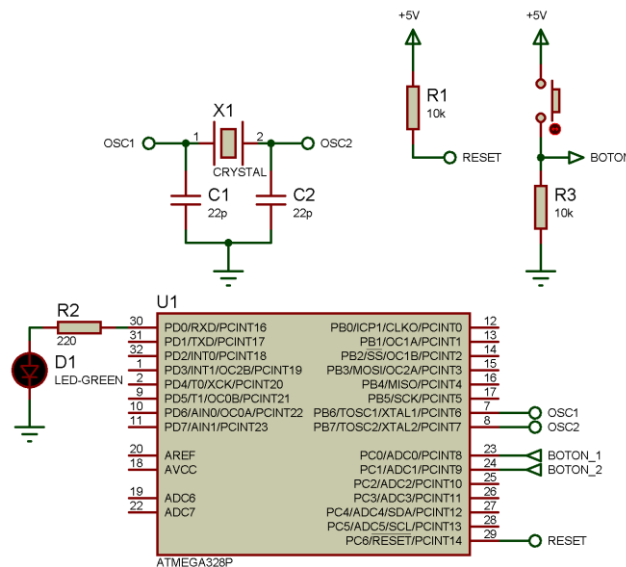 +5V
+5V
R1
10k
RESET
BOTON
R3
10k
X1
OSC1
1
2
OSC2
CRYSTAL
C1
22p
C2
22p
R2
220
D1
LED-GREEN
U1
30 PD0/RXD/PCINT16 PB0/ICP1/CLKO/PCINT0 12
31 PD1/TXD/PCINT17 PB1/OC1A/PCINT1 13
32 PD2/INT0/PCINT18 PB2/SS/OC1B/PCINT2 14
1 PD3/INT1/OC2B/PCINT19 PB3/MOSI/OC2A/PCINT3 15
2 PD4/T0/XCK/PCINT20 PB4/MISO/PCINT4 16
9 PD5/T1/OC0B/PCINT21 PB5/SCK/PCINT5 17
10 PD6/AIN0/OC0A/PCINT22 PB6/TOSC1/XTAL1/PCINT6 7 OSC1
11 PD7/AIN1/PCINT23 PB7/TOSC2/XTAL2/PCINT7 8 OSC2
20 AREF PC0/ADC0/PCINT8 23 BOTON_1
18 AVCC PC1/ADC1/PCINT9 24 BOTON_2
PC2/ADC2/PCINT10 25
19 ADC6 PC3/ADC3/PCINT11 26
22 ADC7 PC4/ADC4/SDA/PCINT12 27
PC5/ADC5/SCL/PCINT13 28
PC6/RESET/PCINT14 29 RESET
ATMEGA328P